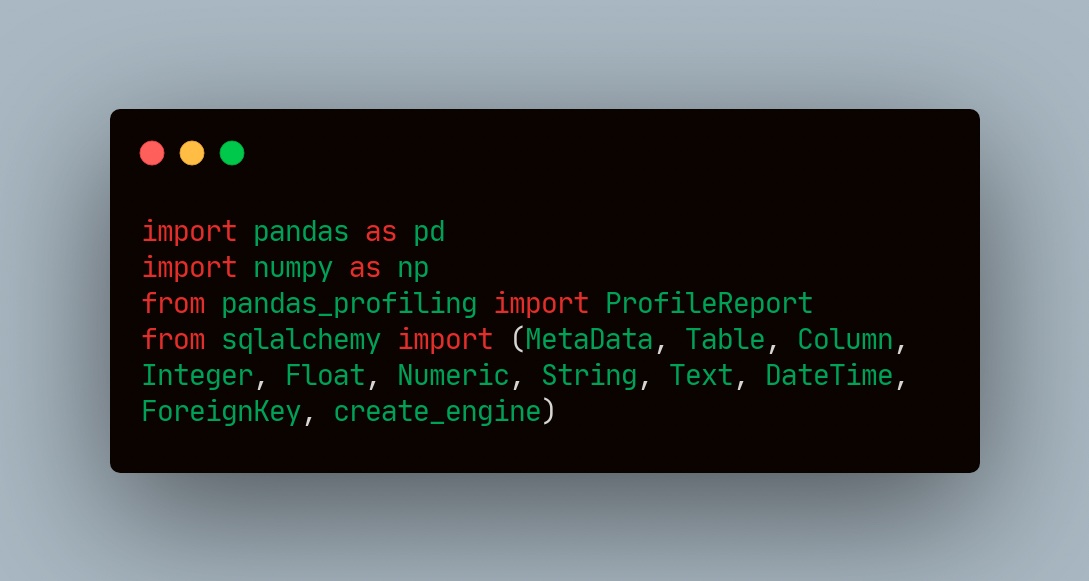 import pandas as pd
import numpy as np
from pandas_profiling import ProfileReport
from sqlalchemy import (MetaData, Table, Column,
Integer, Float, Numeric, String, Text, DateTime,
ForeignKey, create_engine)